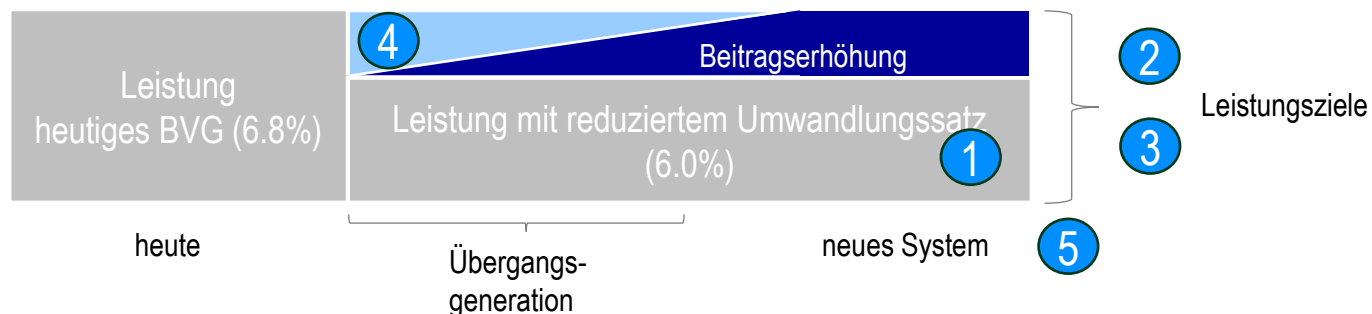 4
Beitragserhöhung
2
Leistung
heutiges BVG (6.8%)
Leistung mit reduziertem Umwandlungssatz
(6.0%)
1
Leistungsziele
3
heute
Übergangs-
generation
neues System
5